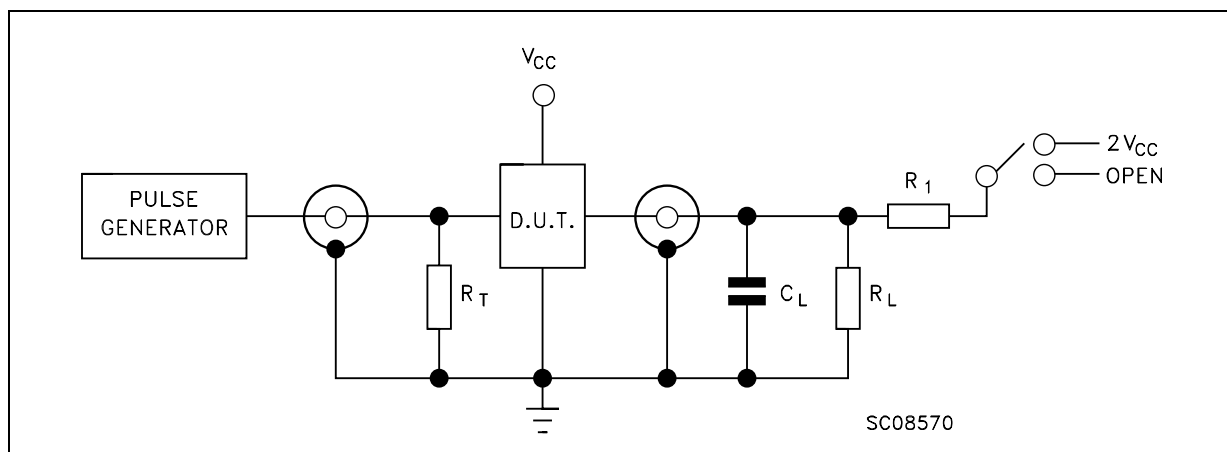 VCC
2VCC
OPEN
R1
PULSE
GENERATOR
D.U.T.
RT
CL
RL
SC08570